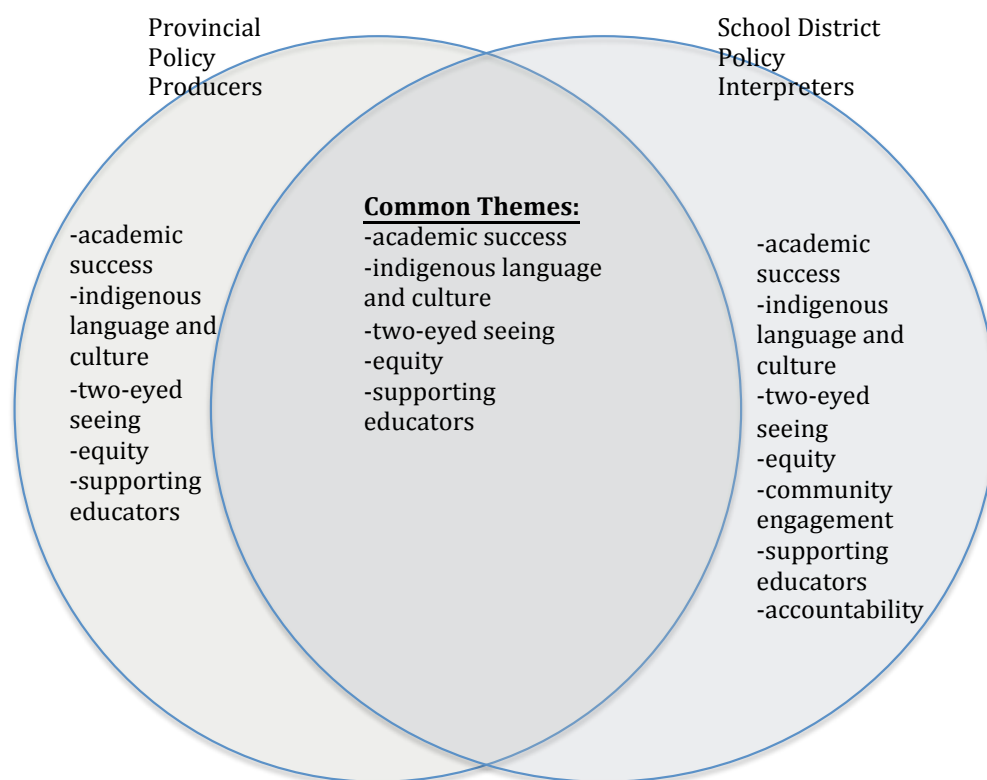 Provincial
Policy
Producers
School District
Policy
Interpreters
-academic
success
-indigenous
language and
culture
-two-eyed
seeing
-equity
-supporting
educators
Common Themes:
-academic success
-indigenous language
and culture
-two-eyed seeing
-equity
-supporting
educators
-academic
success
-indigenous
language and
culture
-two-eyed
seeing
-equity
-community
engagement
-supporting
educators
-accountability